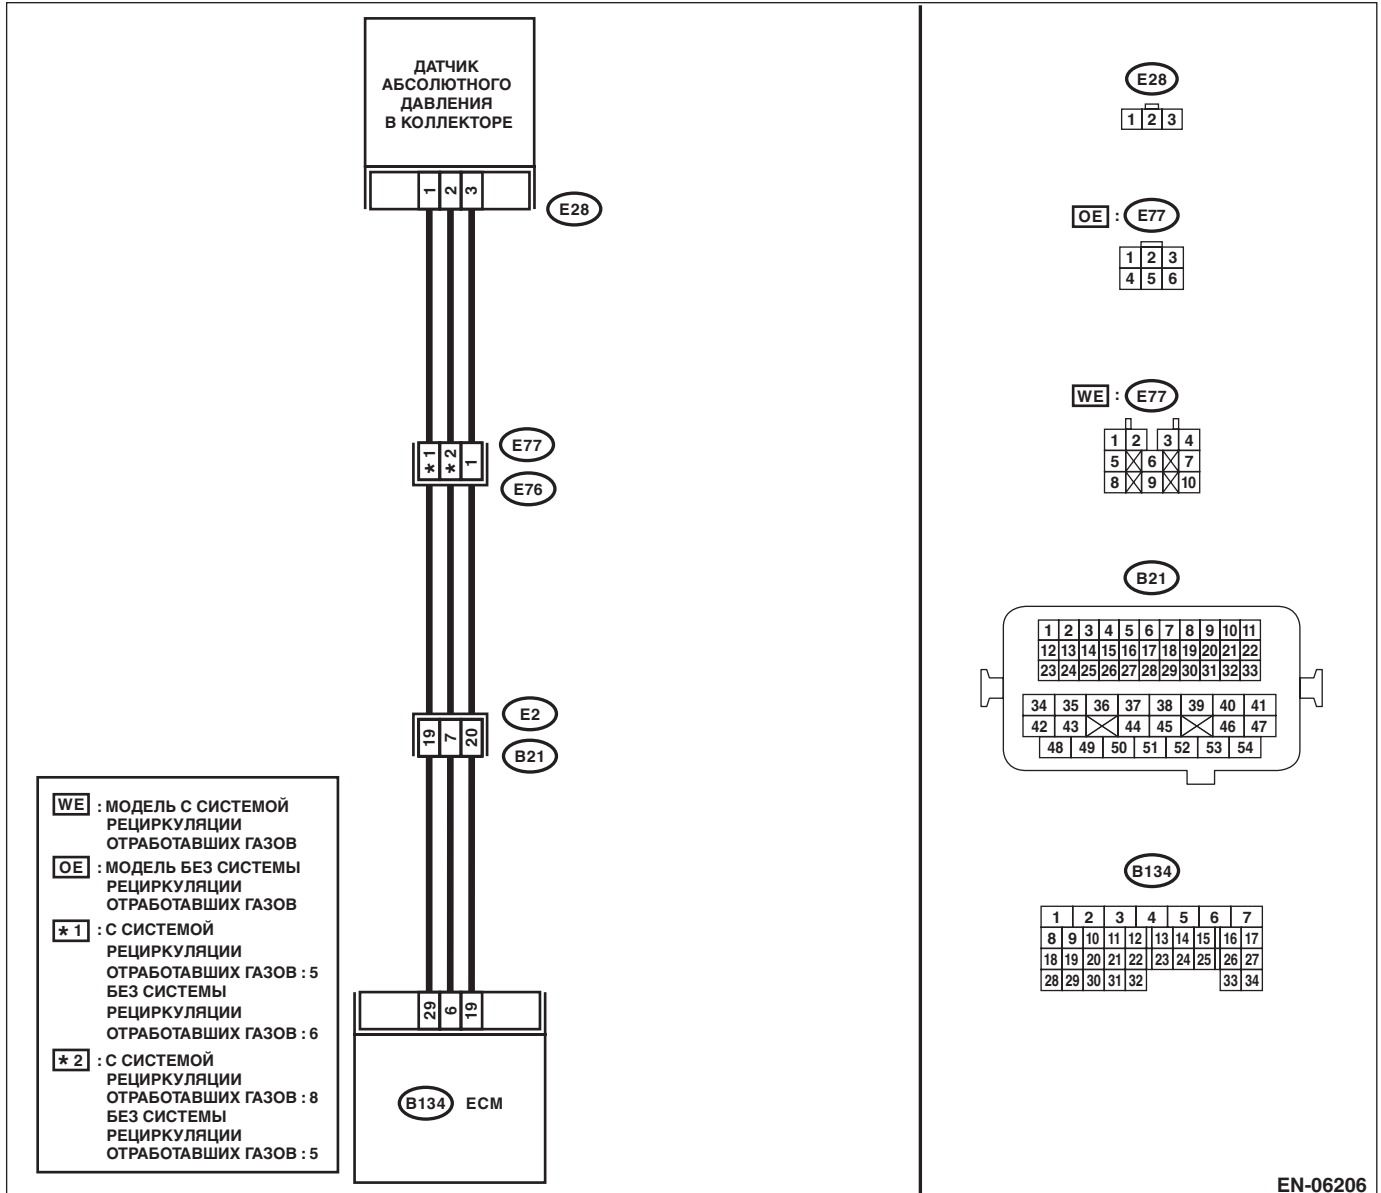 ДАТЧИК
АБСОЛЮТНОГО
ДАВЛЕНИЯ
В КОЛЛЕКТОРЕ
1 2 3
E28
*1 *2 1
E77
E76
19 7 20
E2
B21
29 6 19
B134 ECM
WE : МОДЕЛЬ С СИСТЕМОЙ
РЕЦИРКУЛЯЦИИ
ОТРАБОТАВШИХ ГАЗОВ
OE : МОДЕЛЬ БЕЗ СИСТЕМЫ
РЕЦИРКУЛЯЦИИ
ОТРАБОТАВШИХ ГАЗОВ
*1 : С СИСТЕМОЙ
РЕЦИРКУЛЯЦИИ
ОТРАБОТАВШИХ ГАЗОВ : 5
БЕЗ СИСТЕМЫ
РЕЦИРКУЛЯЦИИ
ОТРАБОТАВШИХ ГАЗОВ : 6
*2 : С СИСТЕМОЙ
РЕЦИРКУЛЯЦИИ
ОТРАБОТАВШИХ ГАЗОВ : 8
БЕЗ СИСТЕМЫ
РЕЦИРКУЛЯЦИИ
ОТРАБОТАВШИХ ГАЗОВ : 5
E28
1 2 3
OE : E77
1 2 3
4 5 6
WE : E77
1 2 3 4
5 6 7
8 9 10
B21
1 2 3 4 5 6 7 8 9 10 11
12 13 14 15 16 17 18 19 20 21 22
23 24 25 26 27 28 29 30 31 32 33
34 35 36 37 38 39 40 41
42 43 44 45 46 47
48 49 50 51 52 53 54
B134
1 2 3 4 5 6 7
8 9 10 11 12 13 14 15 16 17
18 19 20 21 22 23 24 25 26 27
28 29 30 31 32 33 34
EN-06206